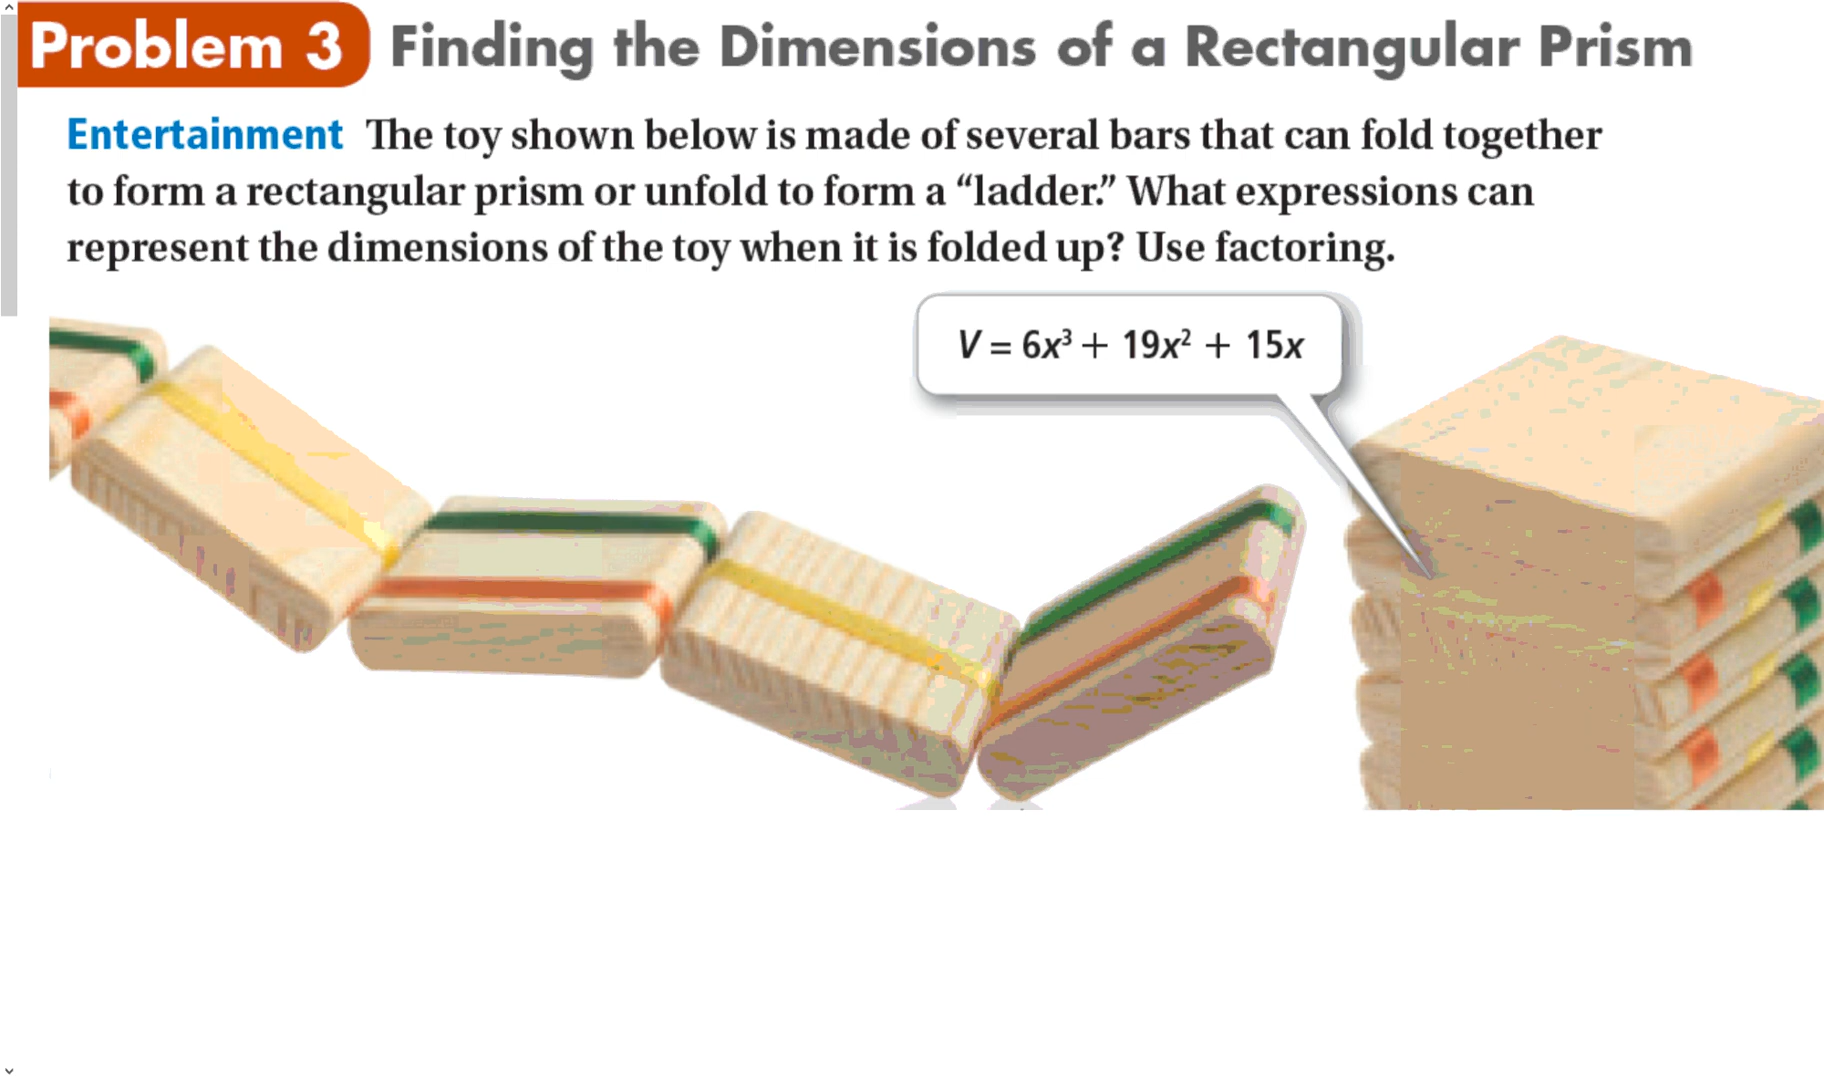 Problem 3 Finding the Dimensions of a Rectangular Prism
Entertainment The toy shown below is made of several bars that can fold together
to form a rectangular prism or unfold to form a “ladder.” What expressions can
represent the dimensions of the toy when it is folded up? Use factoring.
V = 6x³ + 19x² + 15x